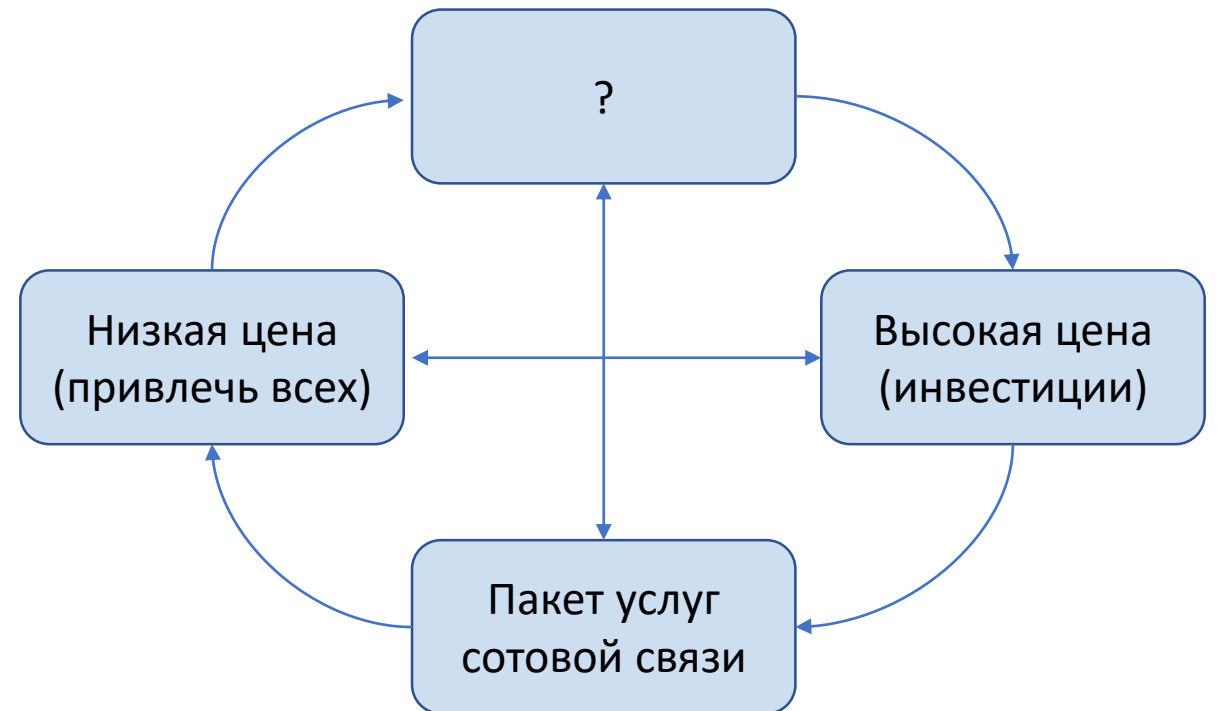 ?
Низкая цена
(привлечь всех)
Высокая цена
(инвестиции)
Пакет услуг
сотовой связи